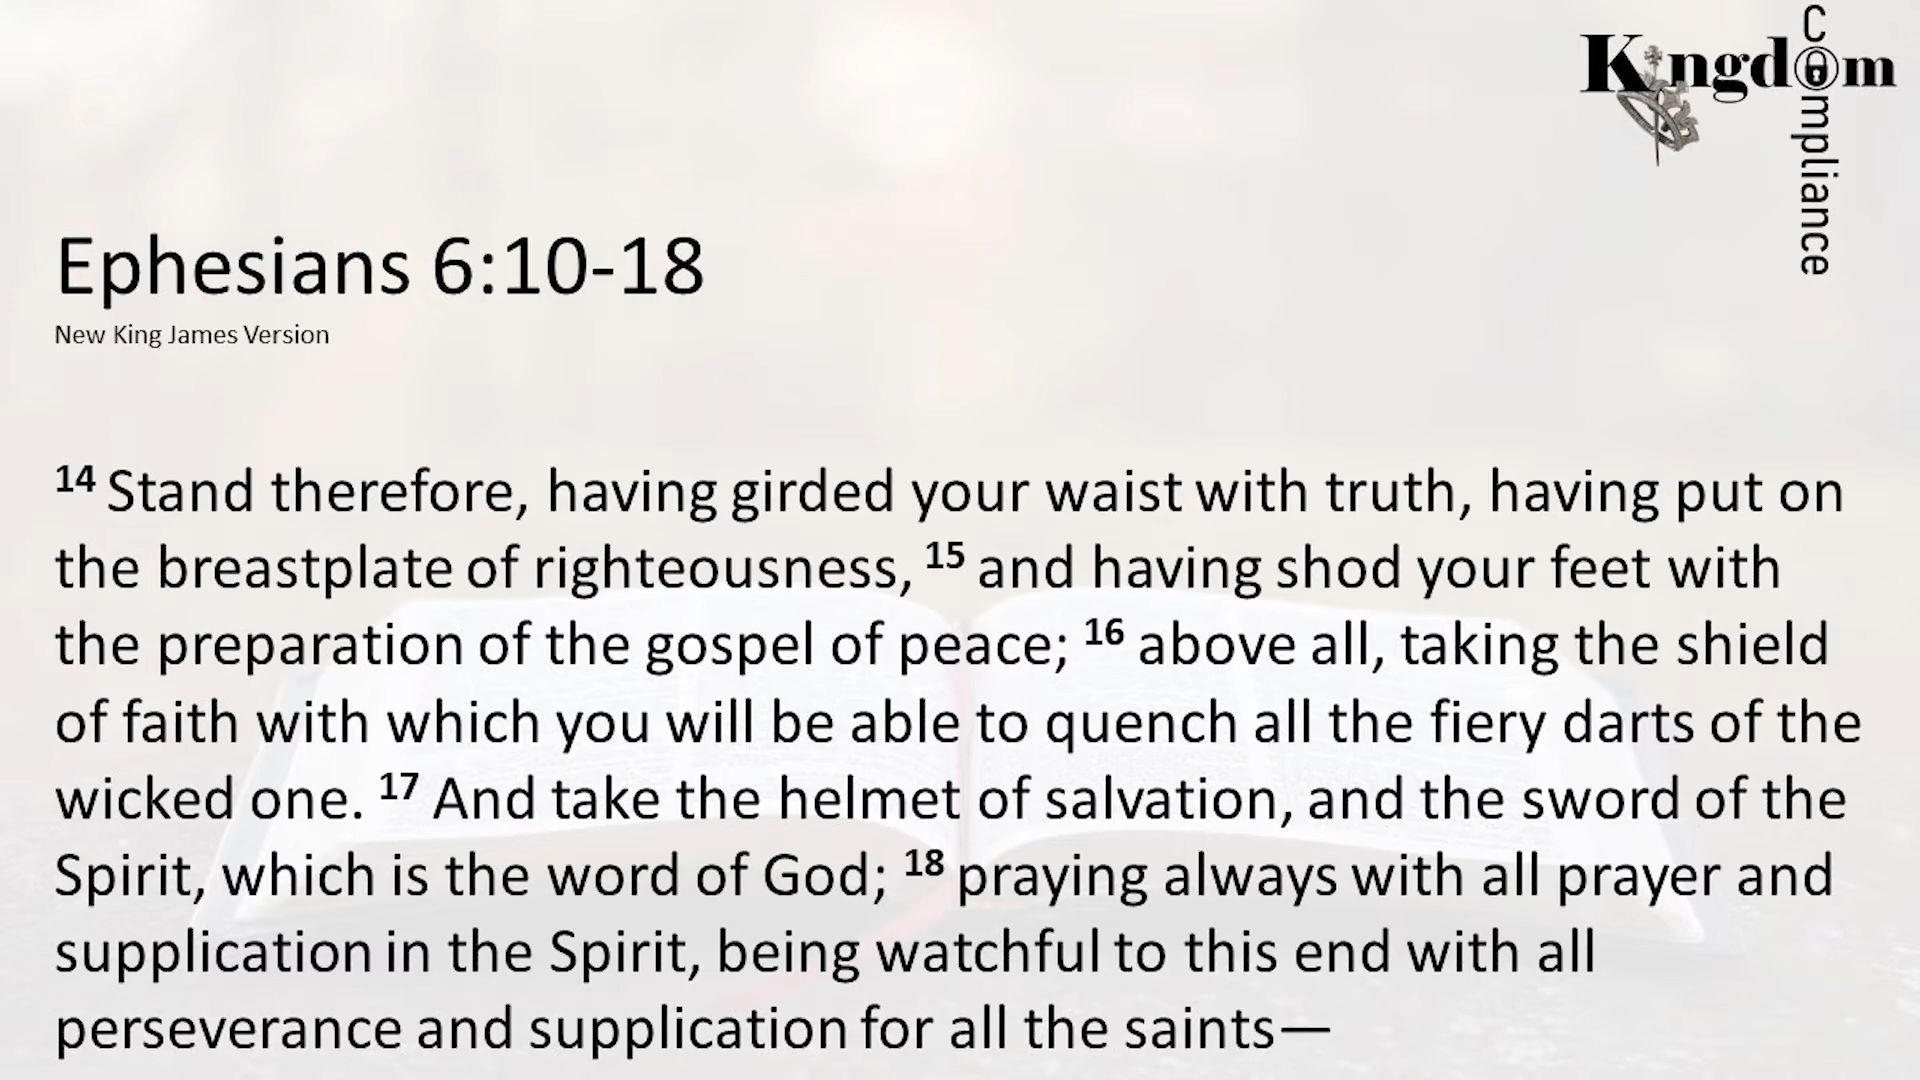 Kingdom
Compliance
Ephesians 6:10-18
New King James Version
14 Stand therefore, having girded your waist with truth, having put on
the breastplate of righteousness, 15 and having shod your feet with
the preparation of the gospel of peace; 16 above all, taking the shield
of faith with which you will be able to quench all the fiery darts of the
wicked one. 17 And take the helmet of salvation, and the sword of the
Spirit, which is the word of God; 18 praying always with all prayer and
supplication in the Spirit, being watchful to this end with all
perseverance and supplication for all the saints—